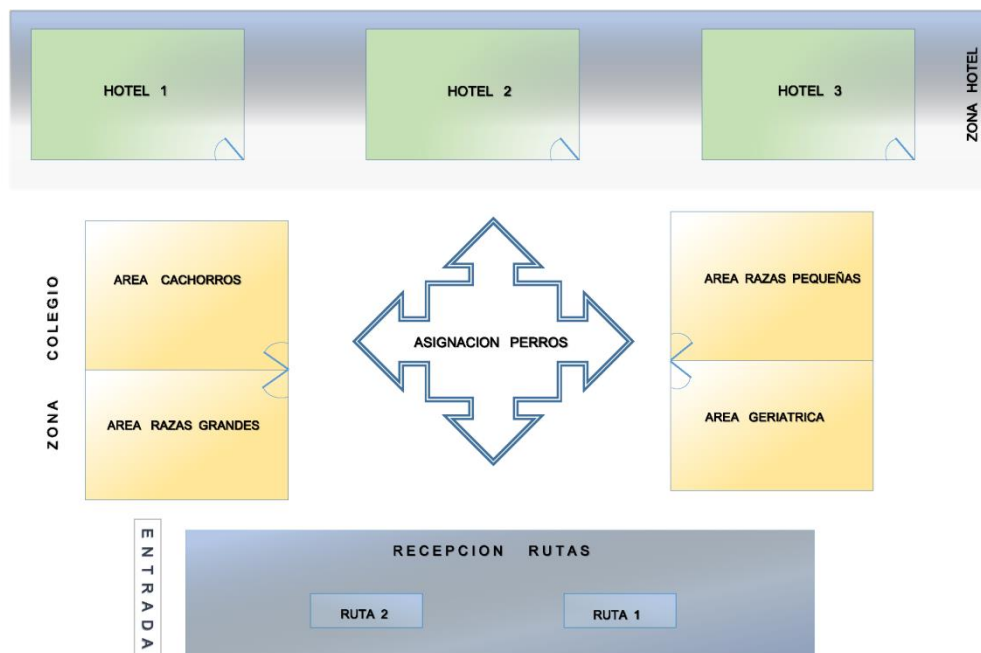 HOTEL 1
HOTEL 2
HOTEL 3
ZONA HOTEL
ZONA COLEGIO
AREA CACHORROS
AREA RAZAS PEQUEÑAS
ASIGNACION PERROS
AREA RAZAS GRANDES
AREA GERIATRICA
ENTRADA
RECEPCION RUTAS
RUTA 2
RUTA 1